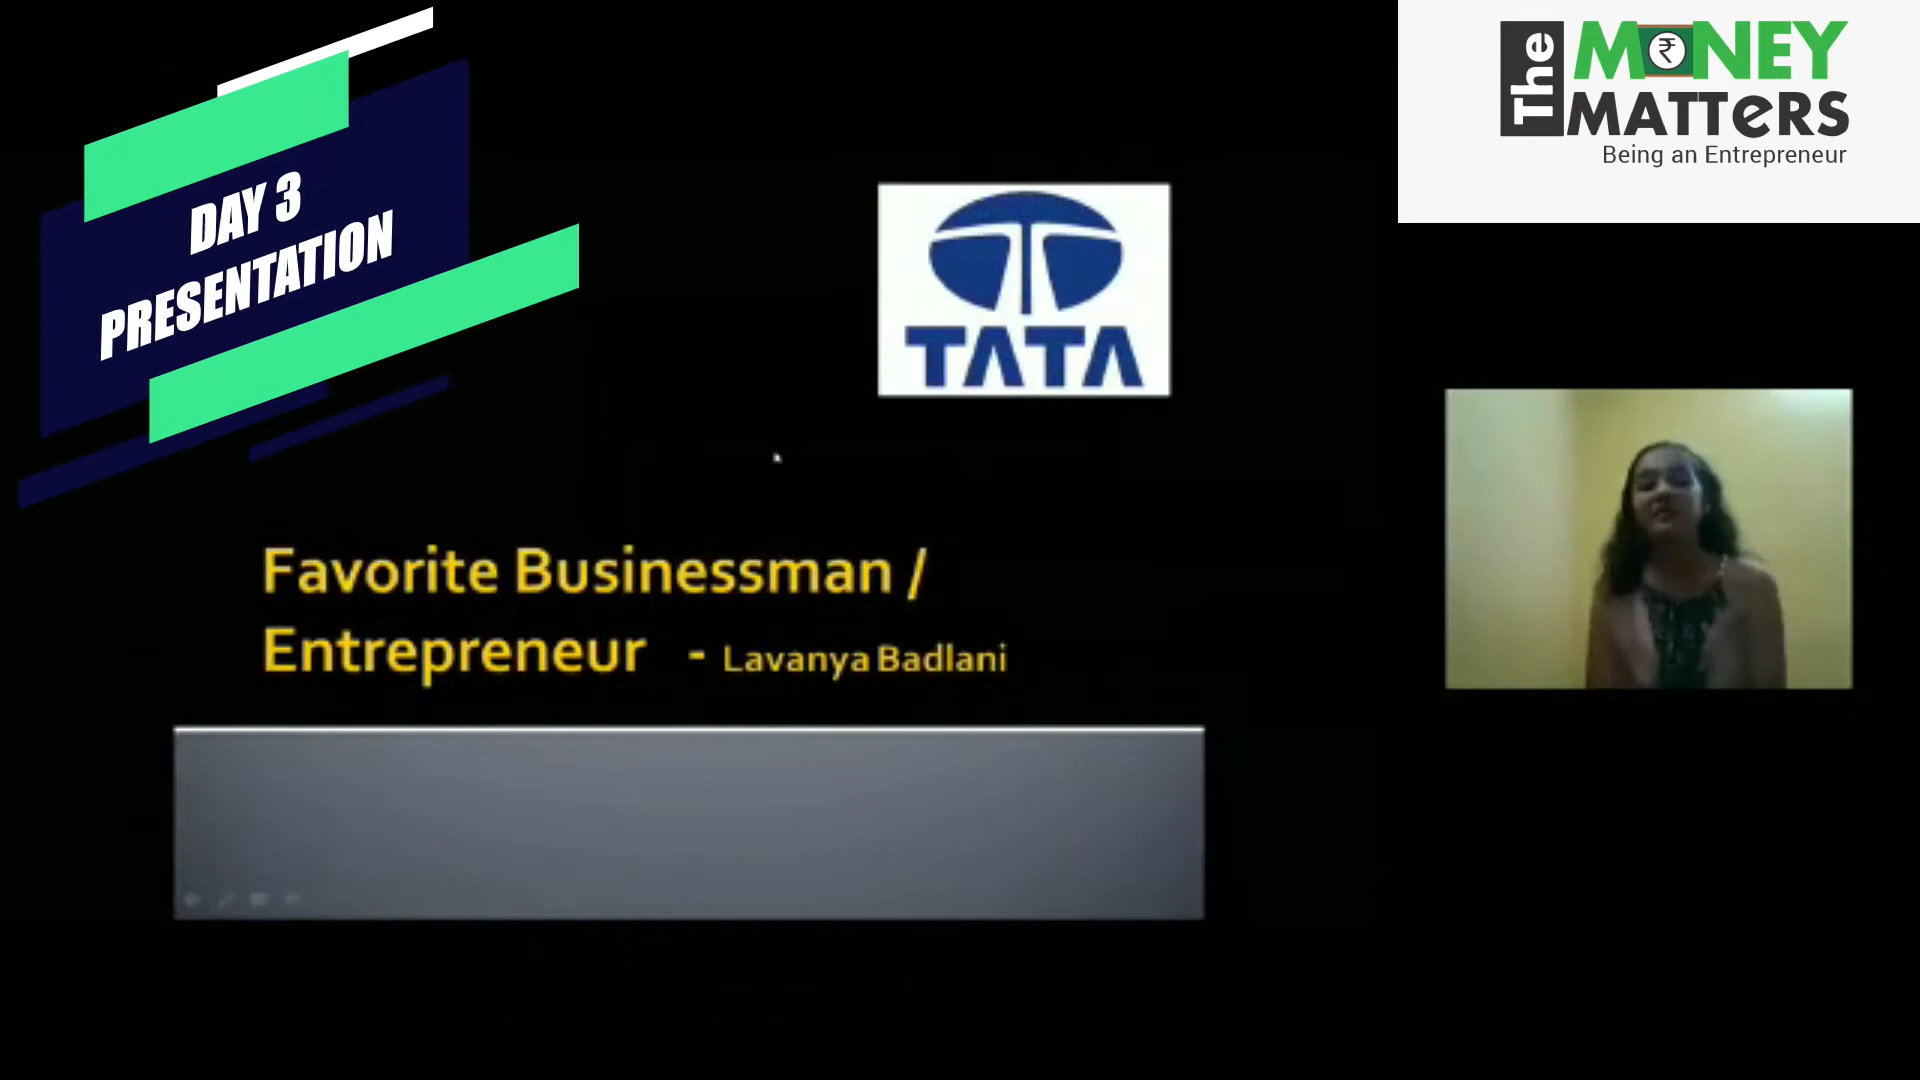 DAY 3
PRESENTATION
The
MONEY
MATTeRS
Being an Entrepreneur
TATA
Favorite Businessman /
Entrepreneur - Lavanya Badlani